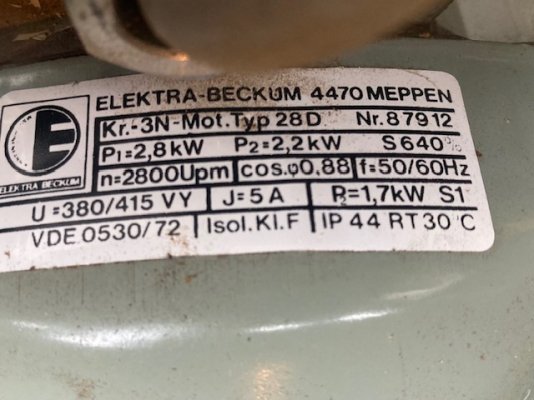 ELEKTRA-BECKUM 4470 MEPPEN
Kr.-3N-Mot.Typ 28D Nr.87912
P1=2,8kW P2=2,2kW S640%
n=2800Upm cos.φ0,88 f=50/60Hz
E
ELEKTRA BECKUM
U=380/415 VY J=5A P2=1,7kW S1
VDE 0530/72 Isol.Kl.F IP 44 RT30°C